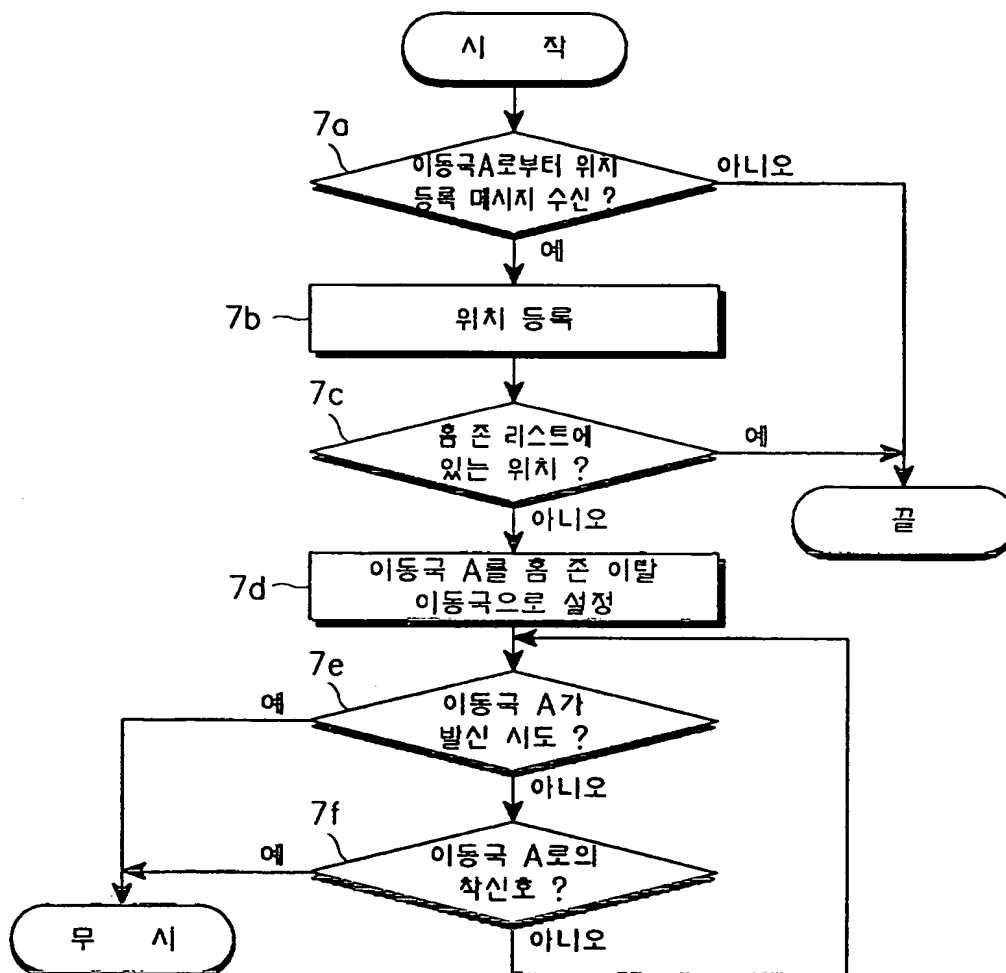 시 작
7a
이동국A로부터 위치
등록 메시지 수신 ?
아니오
예
7b
위치 등록
7c
홈 존 리스트에
있는 위치 ?
예
아니오
끝
7d
이동국 A를 홈 존 이탈
이동국으로 설정
7e
이동국 A가
발신 시도 ?
예
아니오
7f
이동국 A로의
착신호 ?
예
아니오
무 시